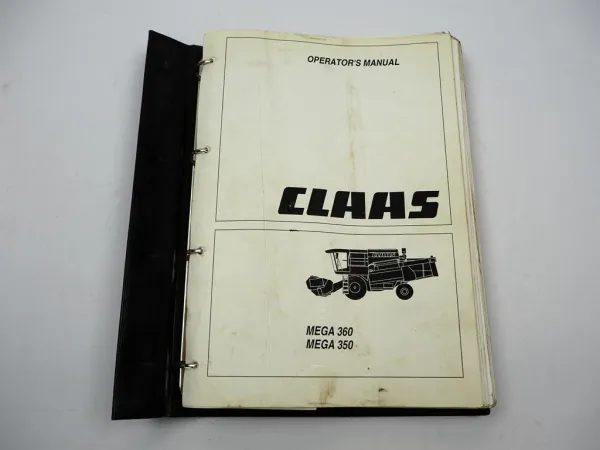 OPERATOR'S MANUAL
CLAAS
MEGA 360
MEGA 350